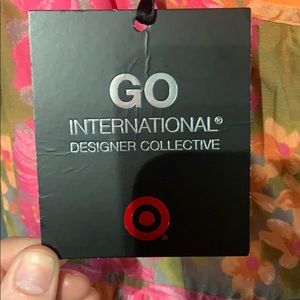 GO
INTERNATIONAL®
DESIGNER COLLECTIVE
®